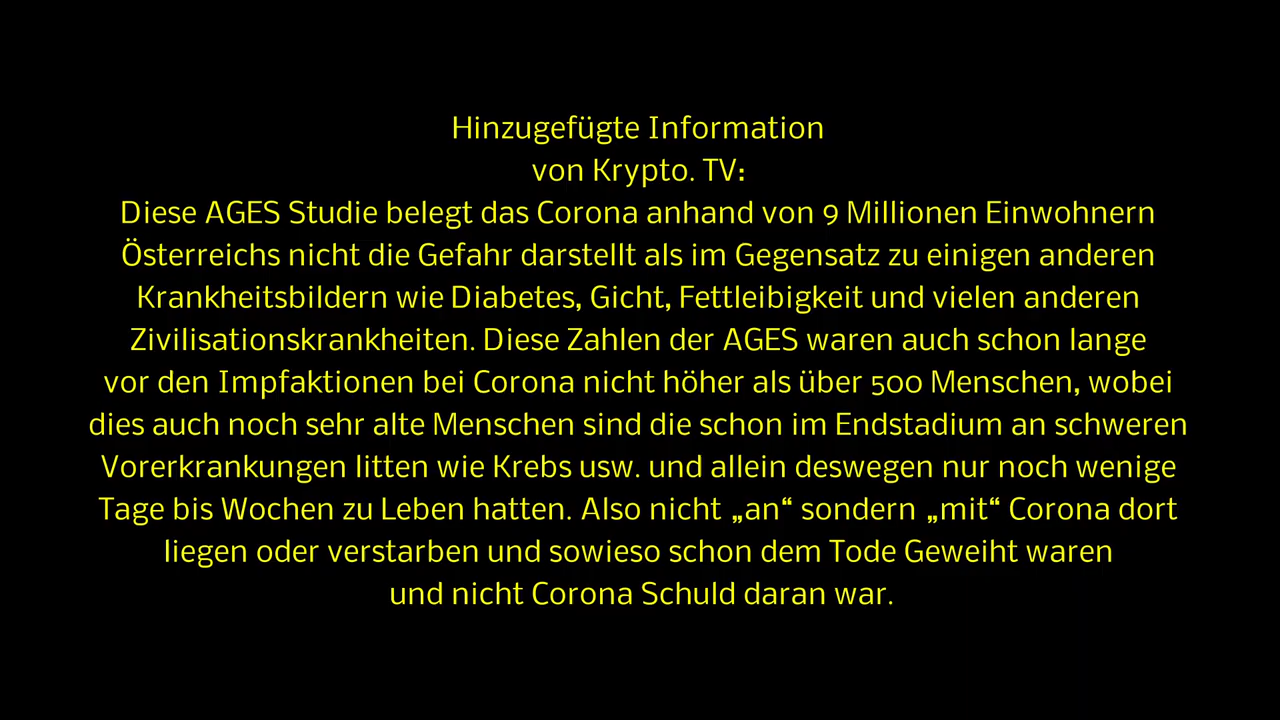 Hinzugefügte Information
von Krypto. TV:
Diese AGES Studie belegt das Corona anhand von 9 Millionen Einwohnern
Österreichs nicht die Gefahr darstellt als im Gegensatz zu einigen anderen
Krankheitsbildern wie Diabetes, Gicht, Fettleibigkeit und vielen anderen
Zivilisationskrankheiten. Diese Zahlen der AGES waren auch schon lange
vor den Impfaktionen bei Corona nicht höher als über 500 Menschen, wobei
dies auch noch sehr alte Menschen sind die schon im Endstadium an schweren
Vorerkrankungen litten wie Krebs usw. und allein deswegen nur noch wenige
Tage bis Wochen zu Leben hatten. Also nicht „an“ sondern „mit“ Corona dort
liegen oder verstarben und sowieso schon dem Tode Geweiht waren
und nicht Corona Schuld daran war.